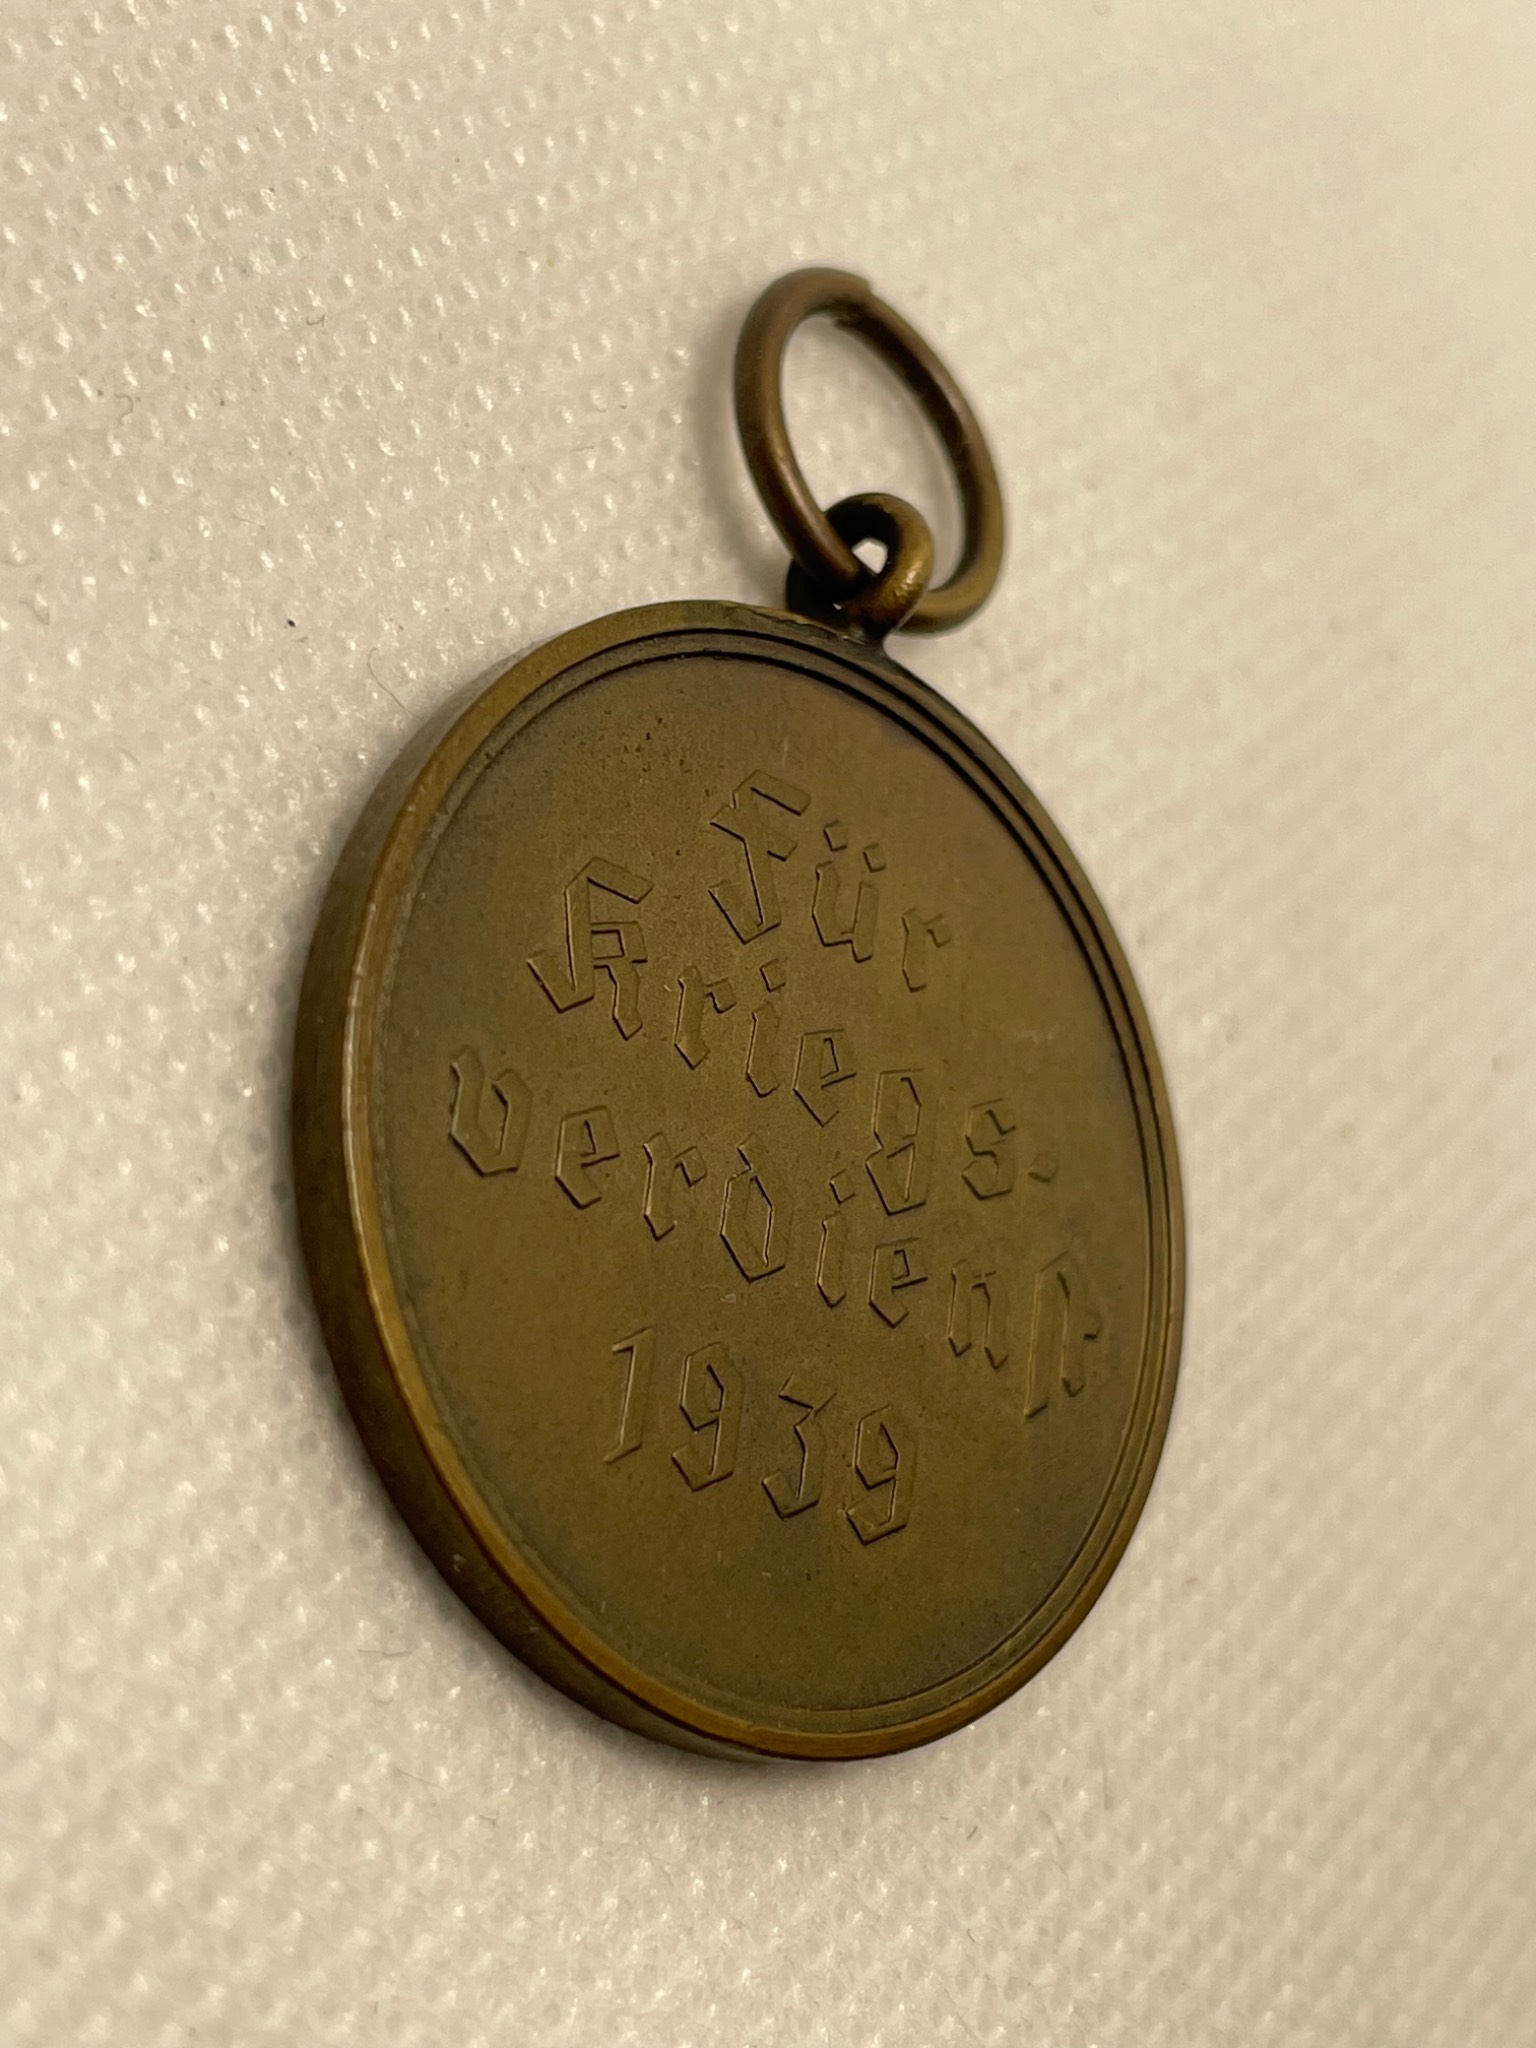 Für
Kriegs.
verdienst
1939